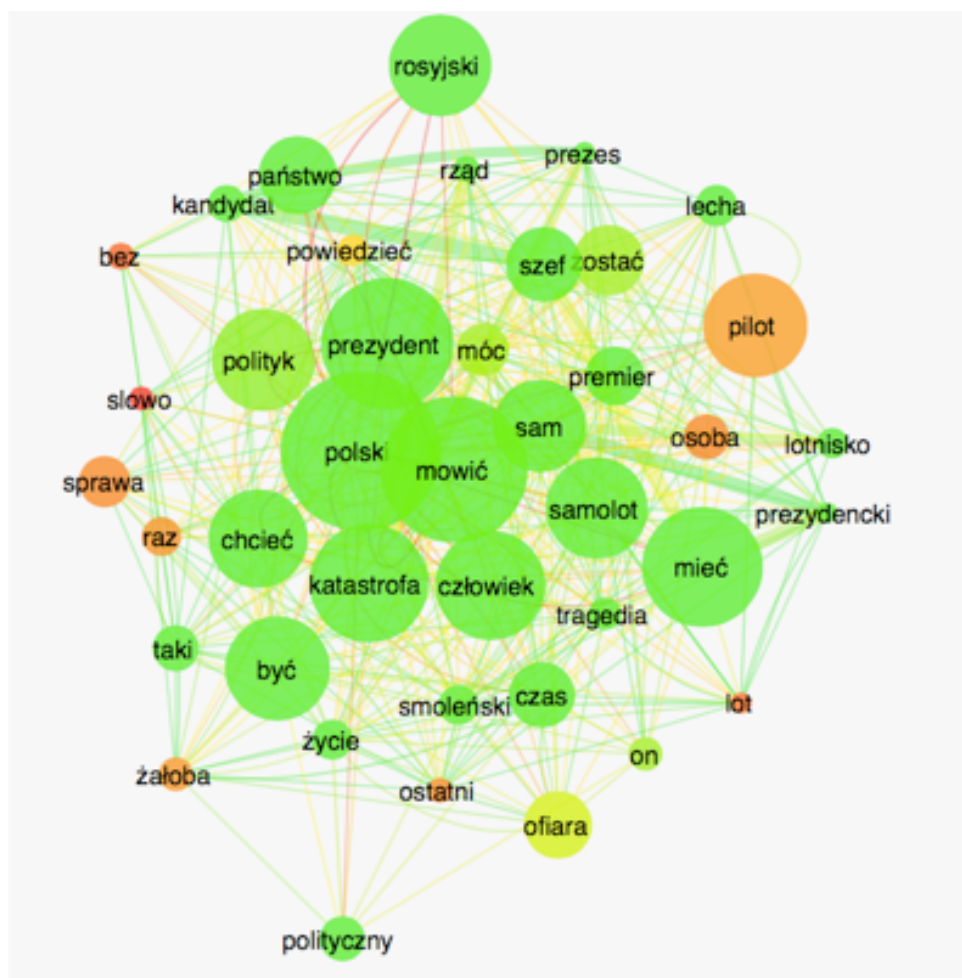 rosyjski
państwo
rząd
prezes
kandydat
lecha
bez
powiedzieć
szef
zostać
pilot
prezydent
móc
polityk
premier
slowo
sam
osoba
lotnisko
polski
mowić
sprawa
samolot
prezydencki
raz
chcieć
mieć
katastrofa
człowiek
tragedia
taki
być
smoleński
czas
lot
życie
on
żałoba
ostatni
ofiara
polityczny